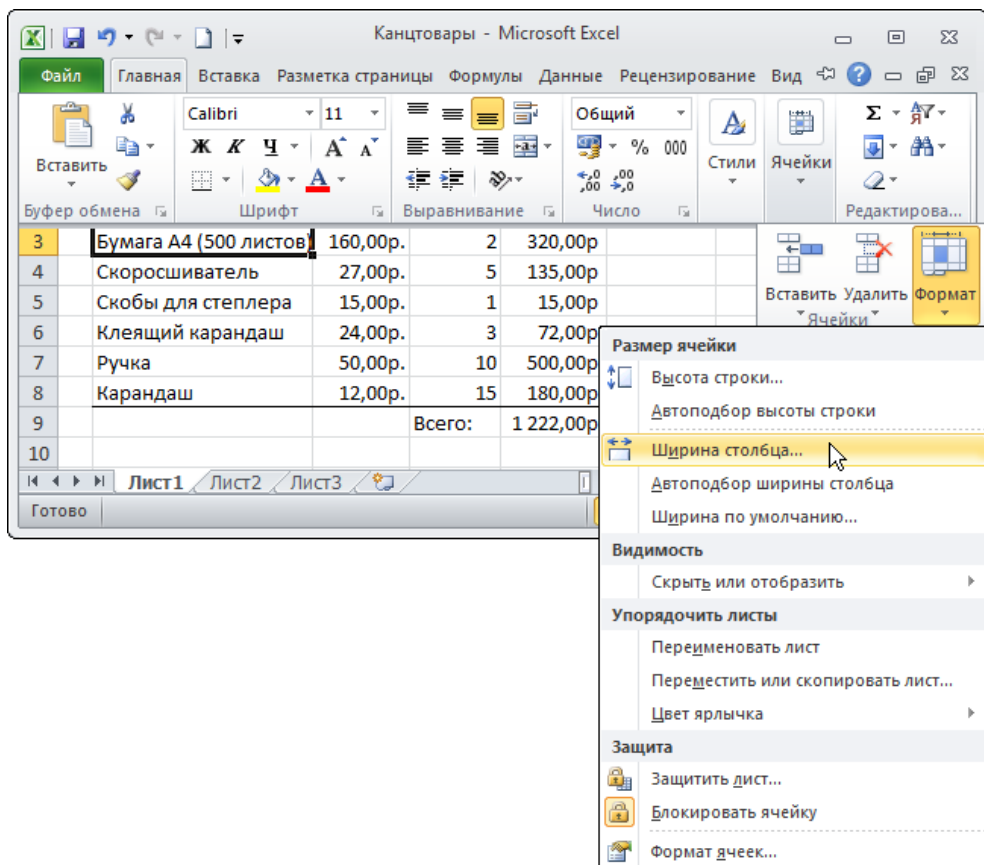 Канцтовары - Microsoft Excel
Файл Главная Вставка Разметка страницы Формулы Данные Рецензирование Вид
Calibri 11 Общий
Ж К Ч А А % 000
Вставить Стили Ячейки
Буфер обмена Шрифт Выравнивание Число Редактирова...
3 Бумага А4 (500 листов) 160,00р. 2 320,00р
4 Скоросшиватель 27,00р. 5 135,00р
5 Скобы для степлера 15,00р. 1 15,00р
6 Клеящий карандаш 24,00р. 3 72,00р
7 Ручка 50,00р. 10 500,00р
8 Карандаш 12,00р. 15 180,00р
9 Всего: 1 222,00р
10
Лист1 Лист2 Лист3
Готово
Вставить Удалить Формат
Ячейки
Размер ячейки
Высота строки...
Автоподбор высоты строки
Ширина столбца...
Автоподбор ширины столбца
Ширина по умолчанию...
Видимость
Скрыть или отобразить
Упорядочить листы
Переименовать лист
Переместить или скопировать лист...
Цвет ярлычка
Защита
Защитить лист...
Блокировать ячейку
Формат ячеек...